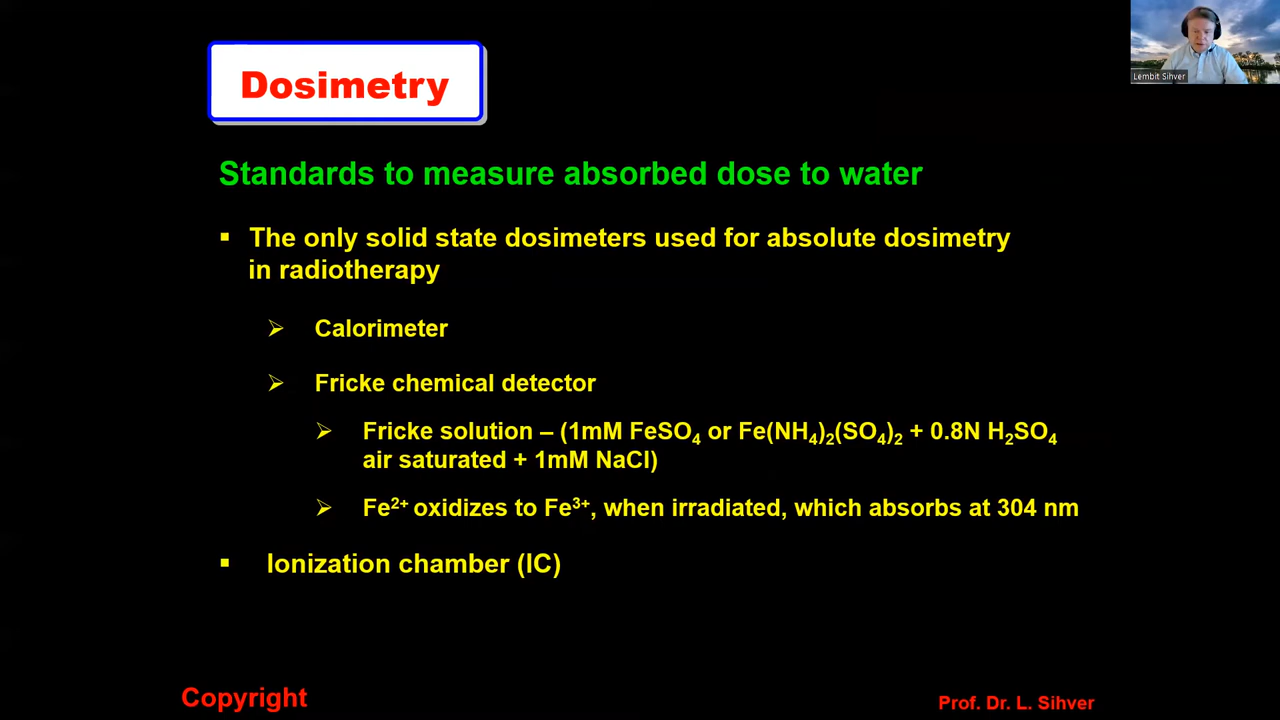 Lembit Sihver
Dosimetry
Standards to measure absorbed dose to water
▪ The only solid state dosimeters used for absolute dosimetry
in radiotherapy
➢ Calorimeter
➢ Fricke chemical detector
➢ Fricke solution – (1mM FeSO₄ or Fe(NH₄)₂(SO₄)₂ + 0.8N H₂SO₄
air saturated + 1mM NaCl)
➢ Fe²⁺ oxidizes to Fe³⁺, when irradiated, which absorbs at 304 nm
▪ Ionization chamber (IC)
Copyright
Prof. Dr. L. Sihver